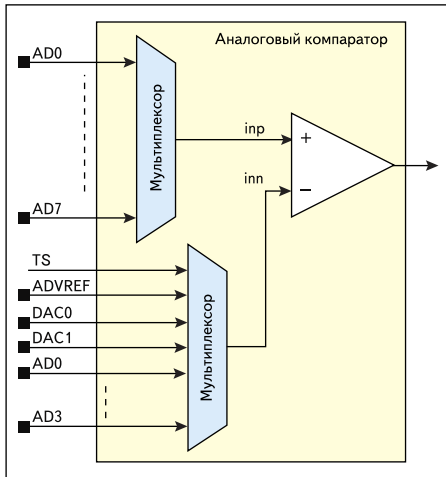 Аналоговый компаратор
AD0
Мультиплексор
inp
+
inn
−
AD7
TS
ADVREF
DAC0
DAC1
AD0
Мультиплексор
AD3